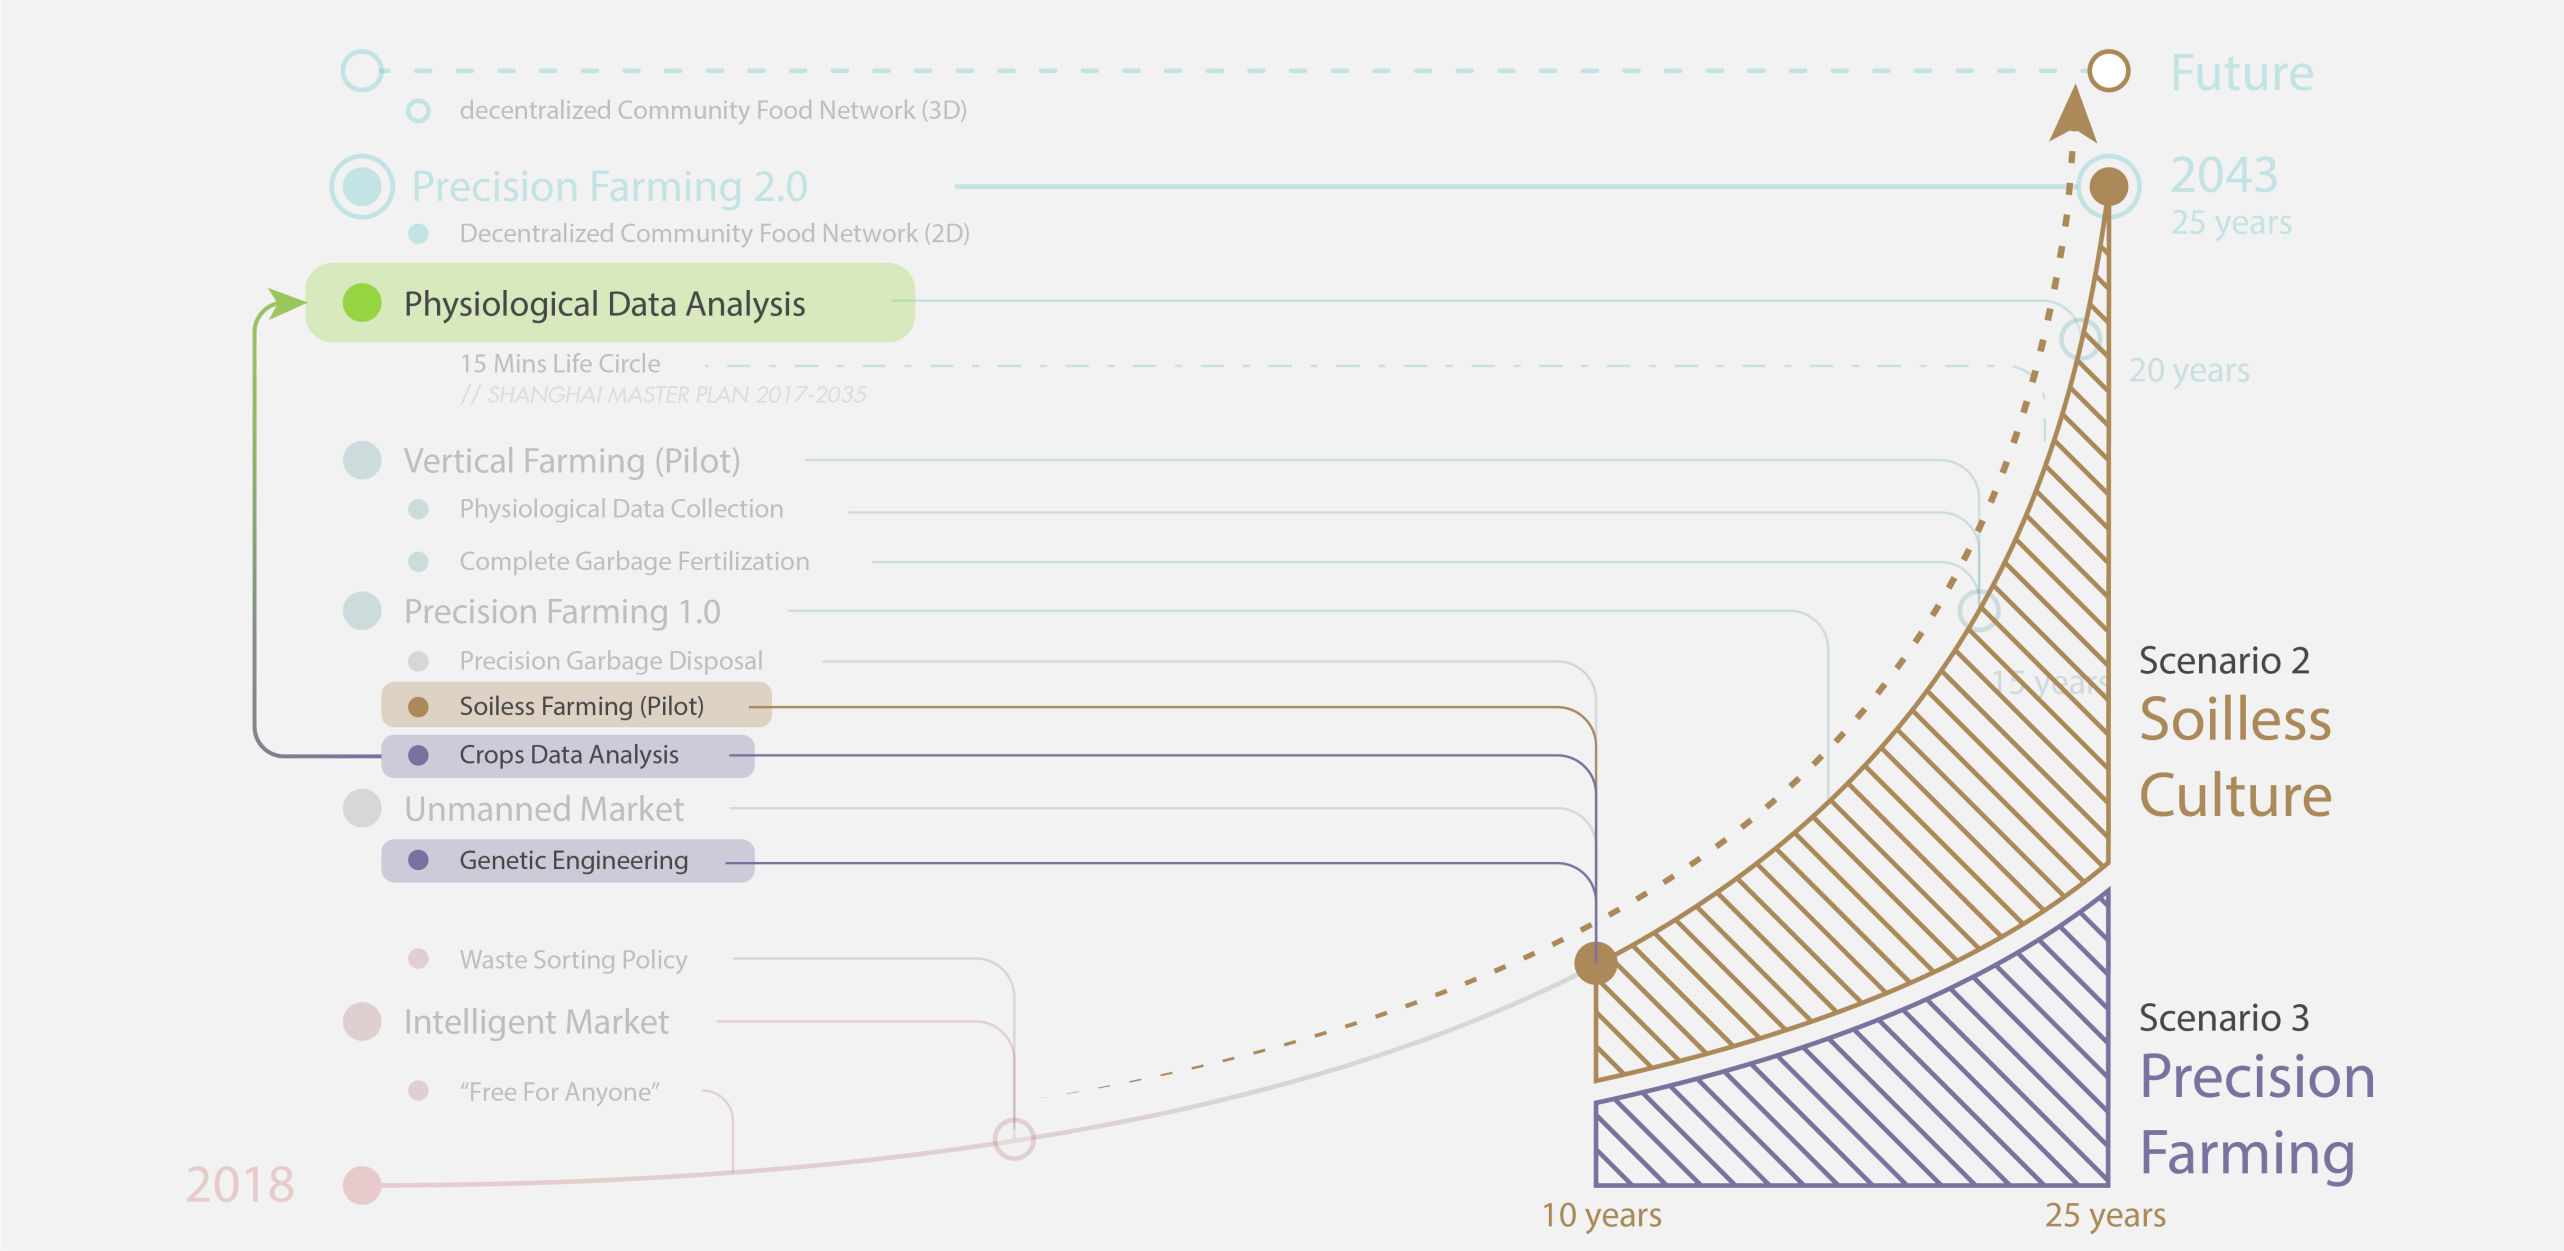 Future
decentralized Community Food Network (3D)
Precision Farming 2.0
2043
25 years
Decentralized Community Food Network (2D)
Physiological Data Analysis
15 Mins Life Circle
// SHANGHAI MASTER PLAN 2017-2035
20 years
Vertical Farming (Pilot)
Physiological Data Collection
Complete Garbage Fertilization
Precision Farming 1.0
Precision Garbage Disposal
15 years
Soiless Farming (Pilot)
Crops Data Analysis
Unmanned Market
Genetic Engineering
Scenario 2
Soilless
Culture
Waste Sorting Policy
Intelligent Market
“Free For Anyone”
2018
Scenario 3
Precision
Farming
10 years
25 years